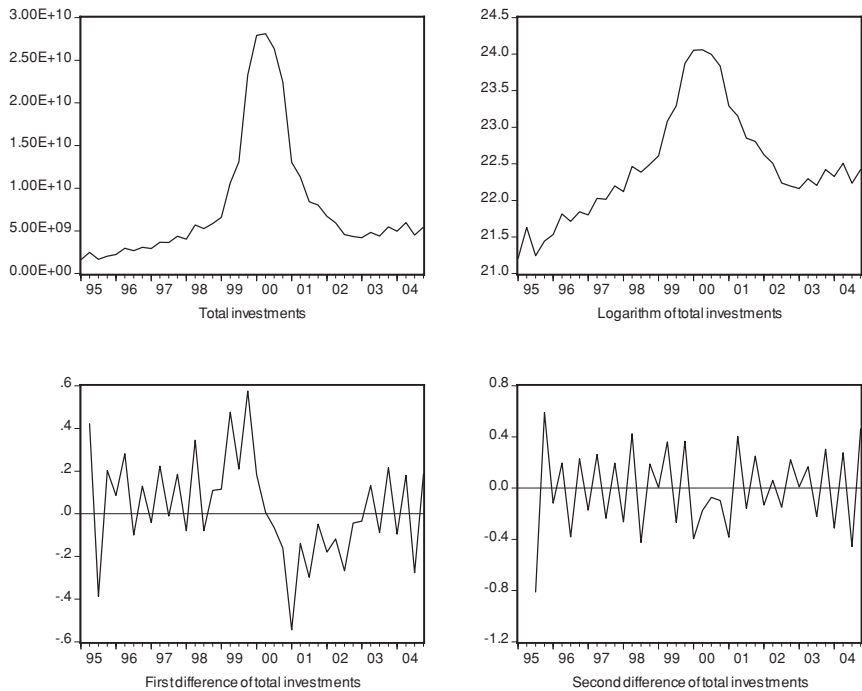 3.00E+10
2.50E+10
2.00E+10
1.50E+10
1.00E+10
5.00E+09
0.00E+00
95 96 97 98 99 00 01 02 03 04
Total investments
24.5
24.0
23.5
23.0
22.5
22.0
21.5
21.0
95 96 97 98 99 00 01 02 03 04
Logarithm of total investments
.6
.4
.2
.0
-.2
-.4
-.6
95 96 97 98 99 00 01 02 03 04
First difference of total investments
0.8
0.4
0.0
-0.4
-0.8
-1.2
95 96 97 98 99 00 01 02 03 04
Second difference of total investments